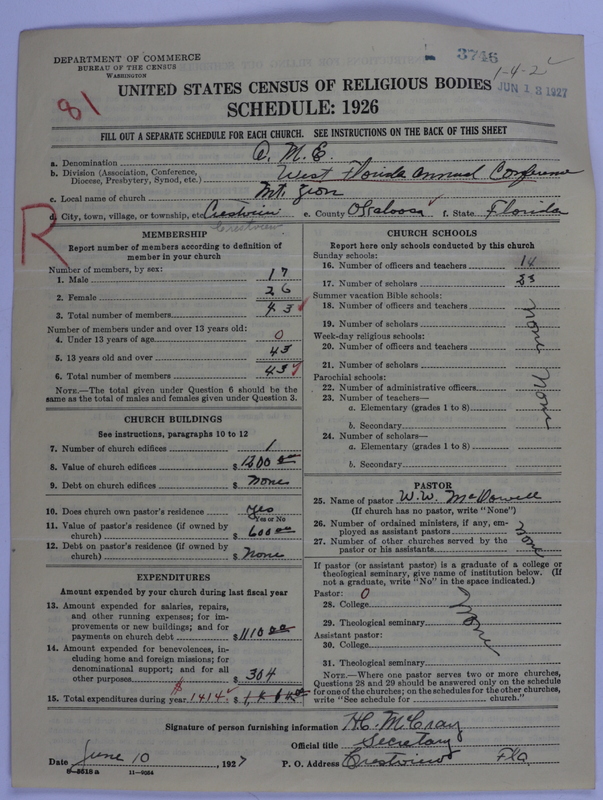 3746
1-4-2
DEPARTMENT OF COMMERCE
BUREAU OF THE CENSUS
WASHINGTON
81
UNITED STATES CENSUS OF RELIGIOUS BODIES
JUN 13 1927
SCHEDULE: 1926
FILL OUT A SEPARATE SCHEDULE FOR EACH CHURCH. SEE INSTRUCTIONS ON THE BACK OF THIS SHEET
a. Denomination A. M. E.
b. Division (Association, Conference, Diocese, Presbytery, Synod, etc.) West Florida Annual Conference
c. Local name of church Mt. Zion
d. City, town, village, or township, etc. Crestview e. County Okaloosa f. State Florida
Crestview
R
MEMBERSHIP
Report number of members according to definition of
member in your church
Number of members, by sex:
1. Male 17
2. Female 26
3. Total number of members 43
Number of members under and over 13 years old:
4. Under 13 years of age 0
5. 13 years old and over 43
6. Total number of members 43
NOTE.—The total given under Question 6 should be the
same as the total of males and females given under Question 3.
CHURCH BUILDINGS
See instructions, paragraphs 10 to 12
7. Number of church edifices 1
8. Value of church edifices $1200 00
9. Debt on church edifices $ None
10. Does church own pastor's residence Yes
Yes or No
11. Value of pastor's residence (if owned by
church) $ 600 00
12. Debt on pastor's residence (if owned by
church) $ None
EXPENDITURES
Amount expended by your church during last fiscal year
13. Amount expended for salaries, repairs,
and other running expenses; for im-
provements or new buildings; and for
payments on church debt $1110 00
14. Amount expended for benevolences, in-
cluding home and foreign missions; for
denominational support; and for all
other purposes $ 304
15. Total expenditures during year $ 1414 $
CHURCH SCHOOLS
Report here only schools conducted by this church
Sunday schools:
16. Number of officers and teachers 14
17. Number of scholars 23
Summer vacation Bible schools:
18. Number of officers and teachers
19. Number of scholars
None
Week-day religious schools:
20. Number of officers and teachers
21. Number of scholars
Parochial schools:
22. Number of administrative officers
23. Number of teachers—
a. Elementary (grades 1 to 8)
b. Secondary
None
24. Number of scholars—
a. Elementary (grades 1 to 8)
b. Secondary
PASTOR
25. Name of pastor W. W. McDowell
(If church has no pastor, write "None")
26. Number of ordained ministers, if any, em-
ployed as assistant pastors
27. Number of other churches served by the
pastor or his assistants
None
If pastor (or assistant pastor) is a graduate of a college or
theological seminary, give name of institution below. (If
not a graduate, write "No" in the space indicated.)
Pastor: 0
28. College
29. Theological seminary
None
Assistant pastor:
30. College
31. Theological seminary
NOTE.—Where one pastor serves two or more churches,
Questions 28 and 29 should be answered only on the schedule
for one of the churches; on the schedules for the other churches,
write "See schedule for church."
Signature of person furnishing information H.C. McCray
Official title Secretary
Date June 10, 1927 P. O. Address Crestview Fla.
8-5518 a 11-9054